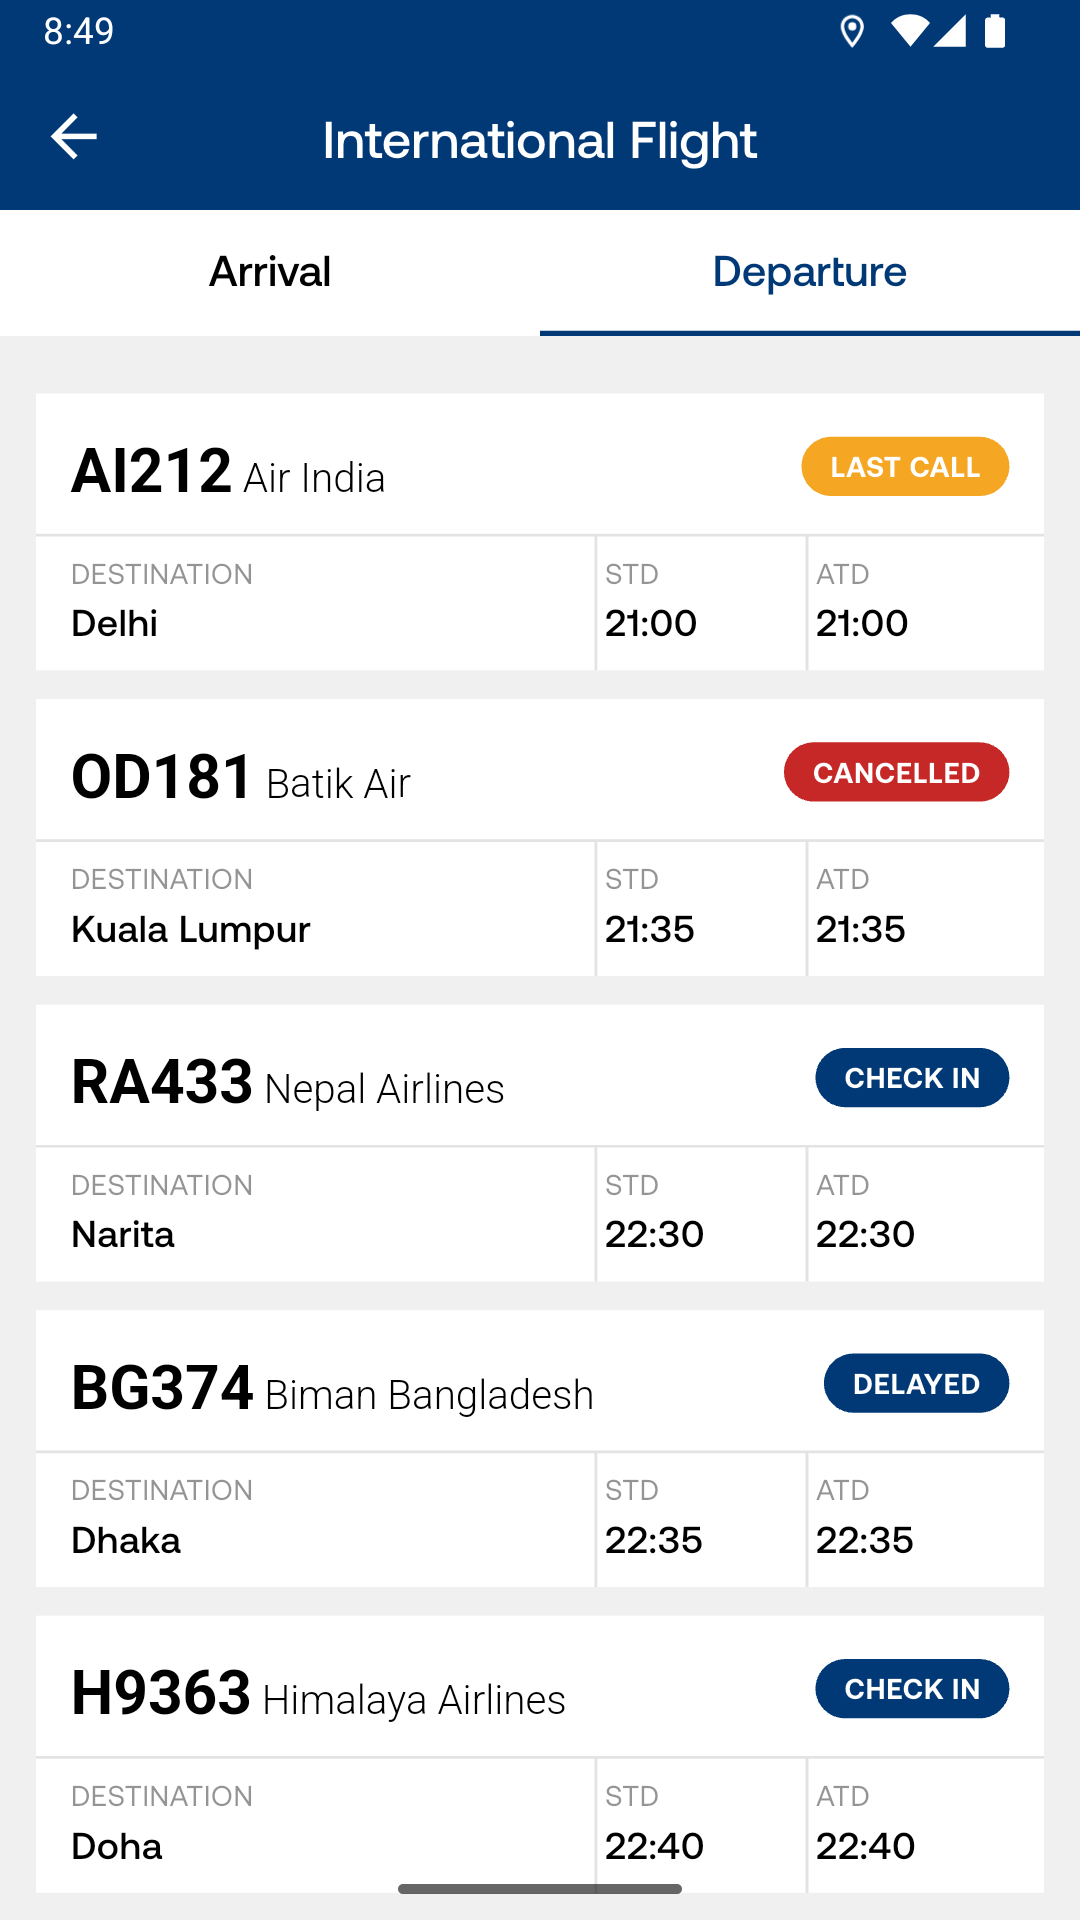 8:49
International Flight
Arrival Departure
AI212 Air India LAST CALL
DESTINATION STD ATD
Delhi 21:00 21:00
OD181 Batik Air CANCELLED
DESTINATION STD ATD
Kuala Lumpur 21:35 21:35
RA433 Nepal Airlines CHECK IN
DESTINATION STD ATD
Narita 22:30 22:30
BG374 Biman Bangladesh DELAYED
DESTINATION STD ATD
Dhaka 22:35 22:35
H9363 Himalaya Airlines CHECK IN
DESTINATION STD ATD
Doha 22:40 22:40